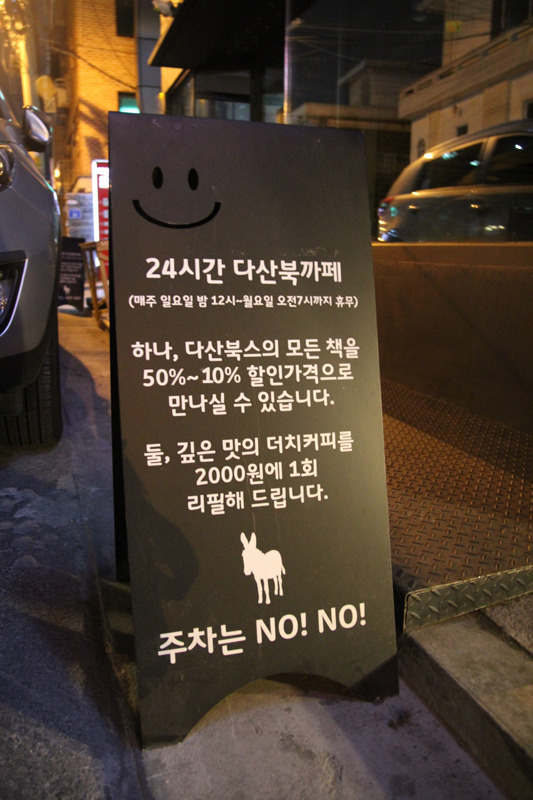 24시간 다산북까페
(매주 일요일 밤 12시~월요일 오전7시까지 휴무)
하나, 다산북스의 모든 책을
50%~10% 할인가격으로
만나실 수 있습니다.
둘, 깊은 맛의 더치커피를
2000원에 1회
리필해 드립니다.
주차는 NO! NO!